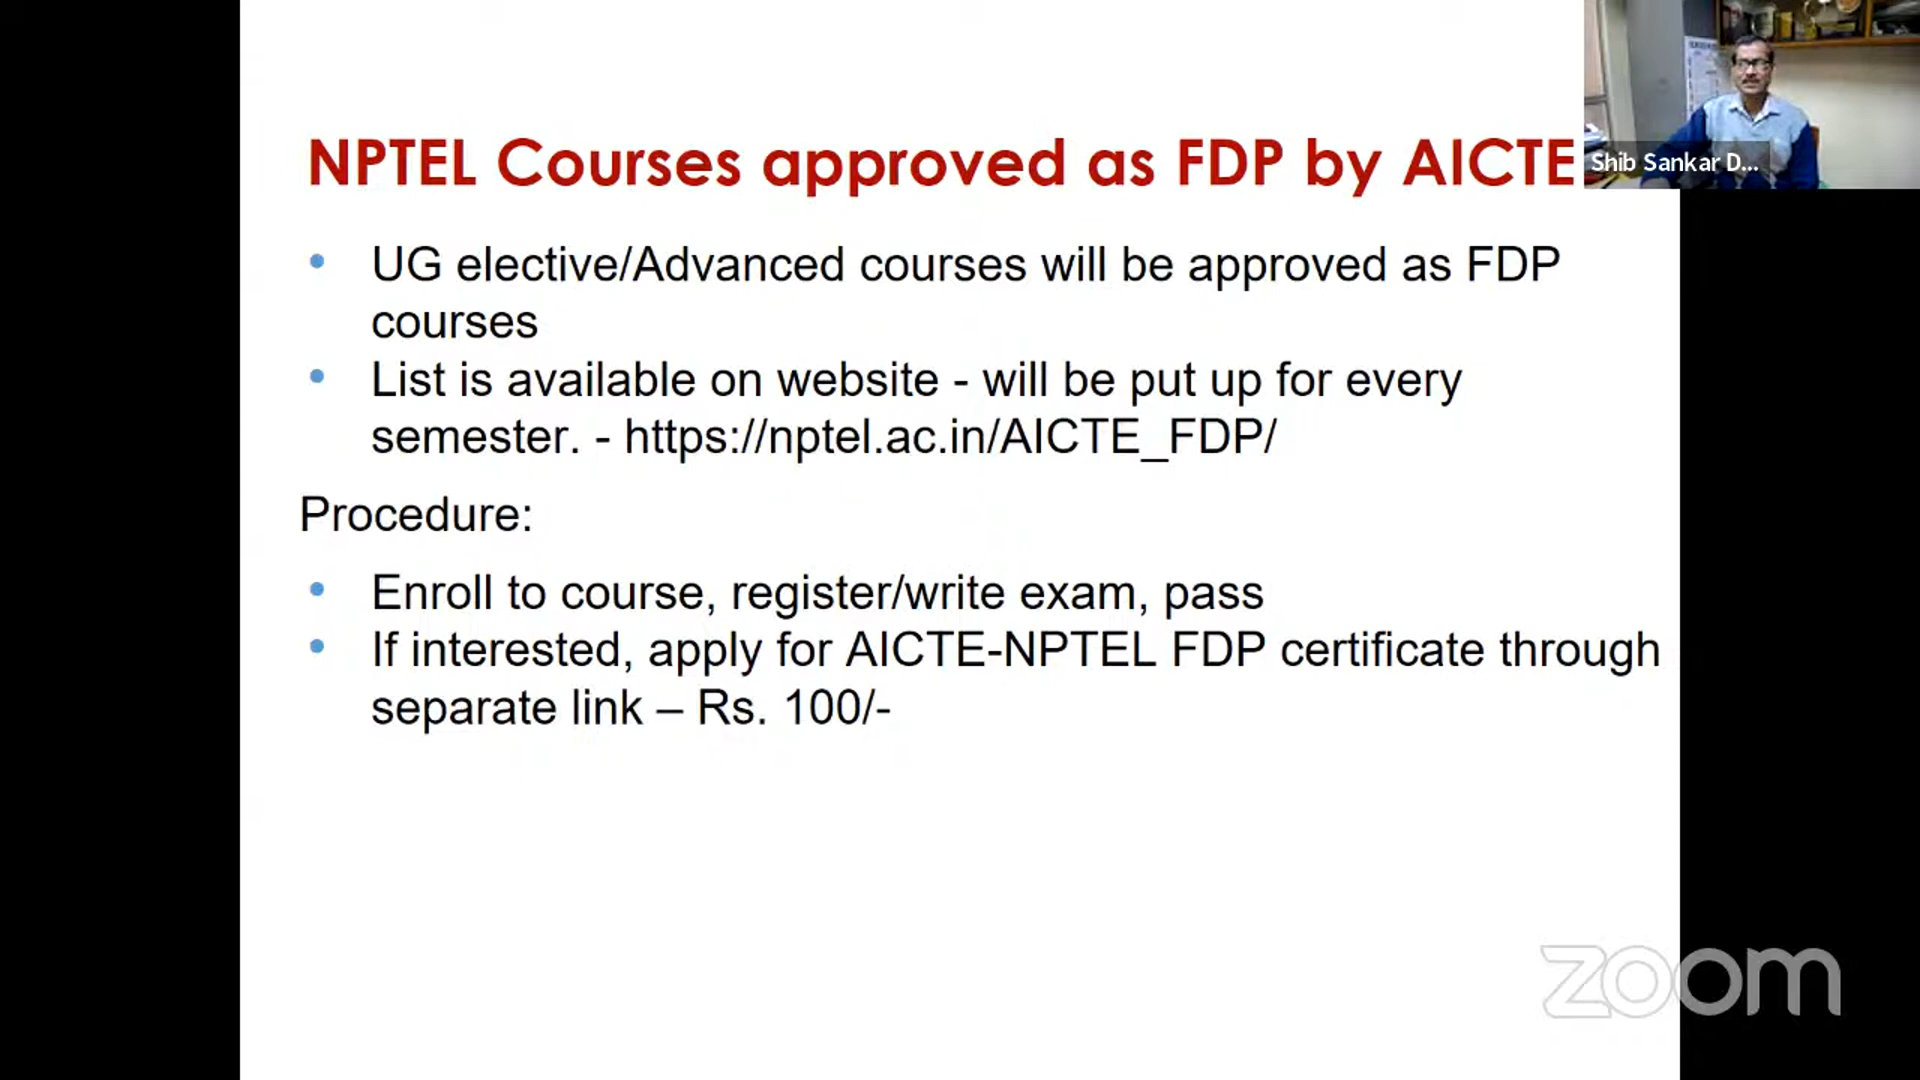 NPTEL Courses approved as FDP by AICTE
Shib Sankar D...
• UG elective/Advanced courses will be approved as FDP
courses
• List is available on website - will be put up for every
semester. - https://nptel.ac.in/AICTE_FDP/
Procedure:
• Enroll to course, register/write exam, pass
• If interested, apply for AICTE-NPTEL FDP certificate through
separate link – Rs. 100/-
zoom